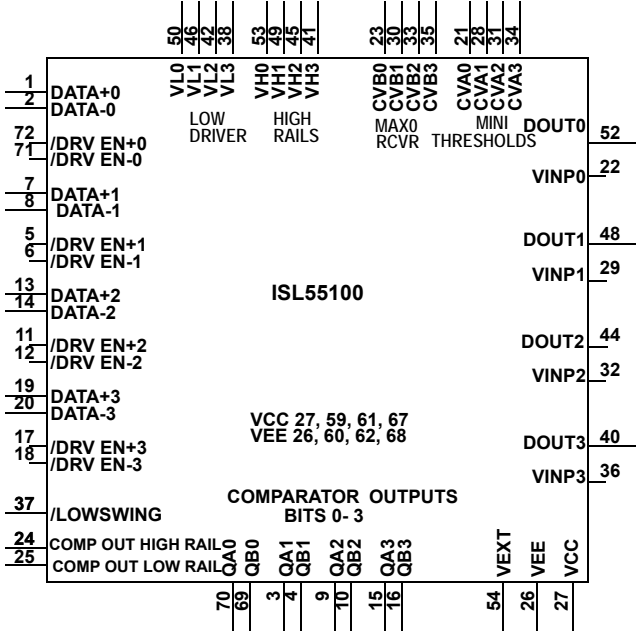 50 46 42 38 53 49 45 41 23 30 33 35 21 28 31 34
VL0 VL1 VL2 VL3 VH0 VH1 VH2 VH3 CVB0 CVB1 CVB2 CVB3 CVA0 CVA1 CVA2 CVA3
LOW DRIVER HIGH RAILS MAX0 RCVR MINI THRESHOLDS
1 DATA+0
2 DATA-0
72 /DRV EN+0
71 /DRV EN-0
7 DATA+1
8 DATA-1
5 /DRV EN+1
6 /DRV EN-1
13 DATA+2
14 DATA-2
11 /DRV EN+2
12 /DRV EN-2
19 DATA+3
20 DATA-3
17 /DRV EN+3
18 /DRV EN-3
37 /LOWSWING
24 COMP OUT HIGH RAIL
25 COMP OUT LOW RAIL
ISL55100
VCC 27, 59, 61, 67
VEE 26, 60, 62, 68
COMPARATOR OUTPUTS
BITS 0- 3
DOUT0 52
VINP0 22
DOUT1 48
VINP1 29
DOUT2 44
VINP2 32
DOUT3 40
VINP3 36
QA0 QB0 QA1 QB1 QA2 QB2 QA3 QB3 VEXT VEE VCC
70 69 3 4 9 10 15 16 54 26 27